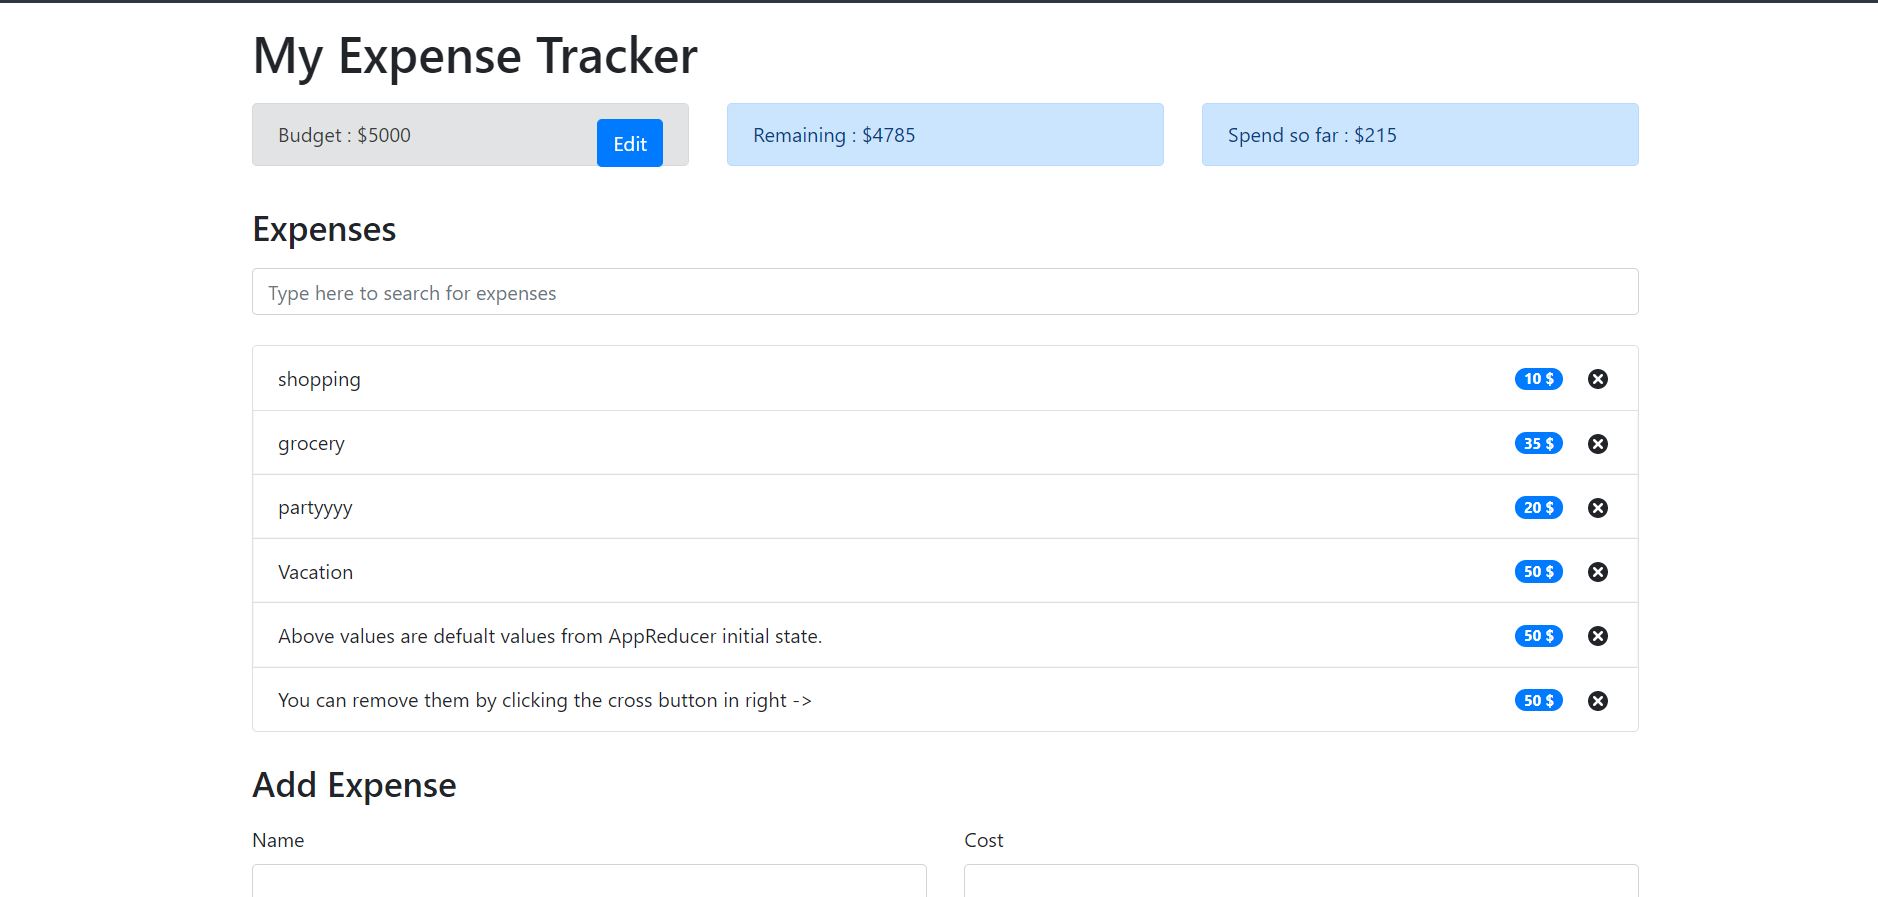 My Expense Tracker
Budget : $5000
Edit
Remaining : $4785
Spend so far : $215
Expenses
Type here to search for expenses
shopping 10 $
grocery 35 $
partyyyy 20 $
Vacation 50 $
Above values are defualt values from AppReducer initial state. 50 $
You can remove them by clicking the cross button in right -> 50 $
Add Expense
Name
Cost